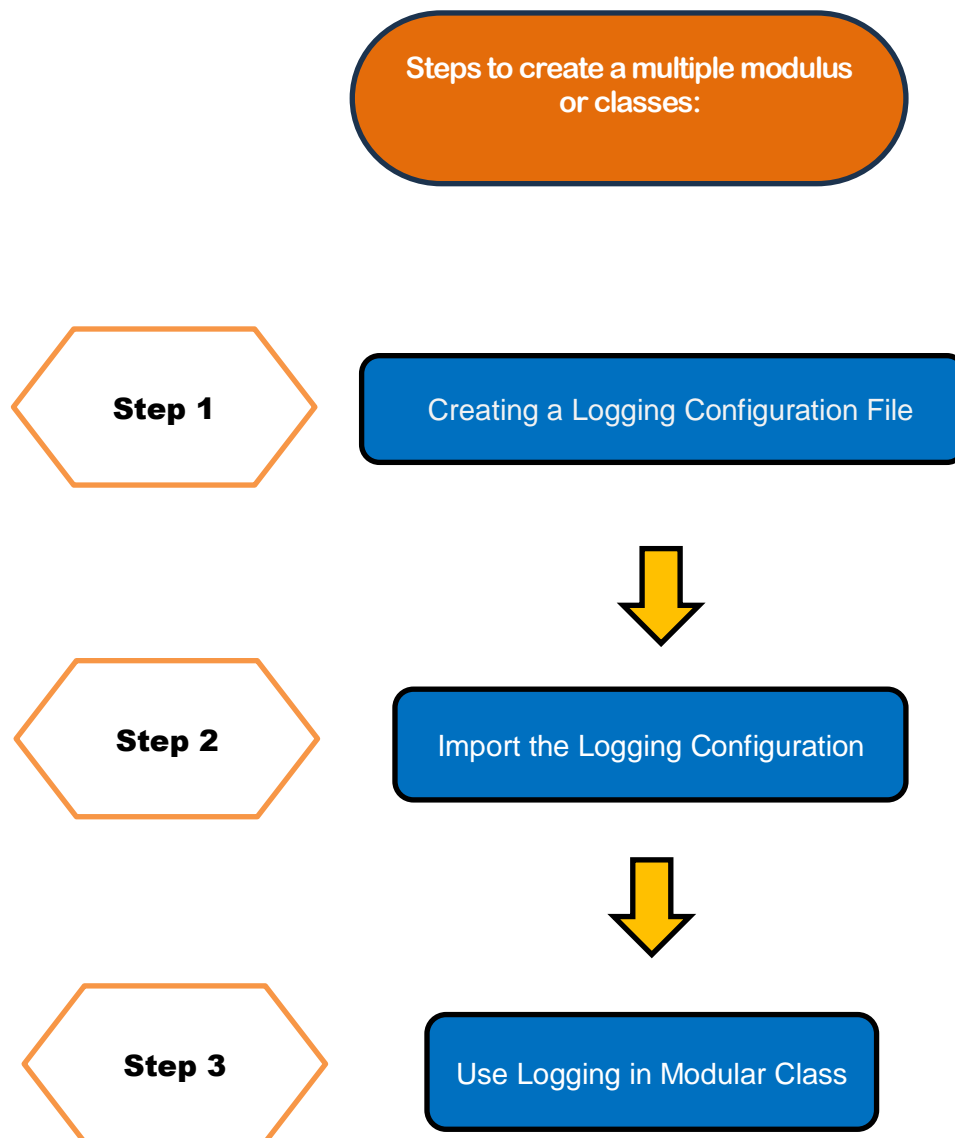 Steps to create a multiple modulus
or classes:
Step 1
Creating a Logging Configuration File
Step 2
Import the Logging Configuration
Step 3
Use Logging in Modular Class